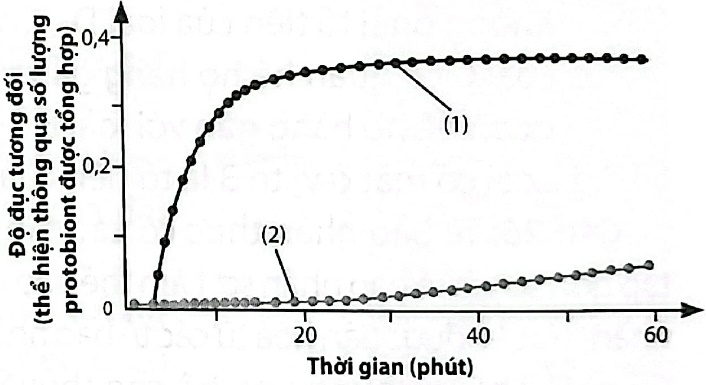 Độ đục tương đối
(thể hiện thông qua số lượng
protobiont được tổng hợp)
0,4
0,2
0
(1)
(2)
20
40
60
Thời gian (phút)